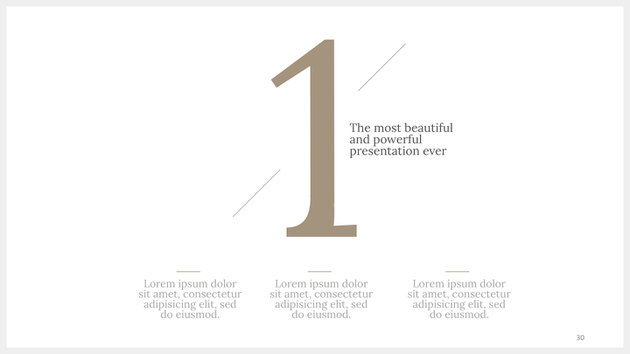 1
The most beautiful
and powerful
presentation ever
Lorem ipsum dolor
sit amet, consectetur
adipisicing elit, sed
do eiusmod.
Lorem ipsum dolor
sit amet, consectetur
adipisicing elit, sed
do eiusmod.
Lorem ipsum dolor
sit amet, consectetur
adipisicing elit, sed
do eiusmod.
30